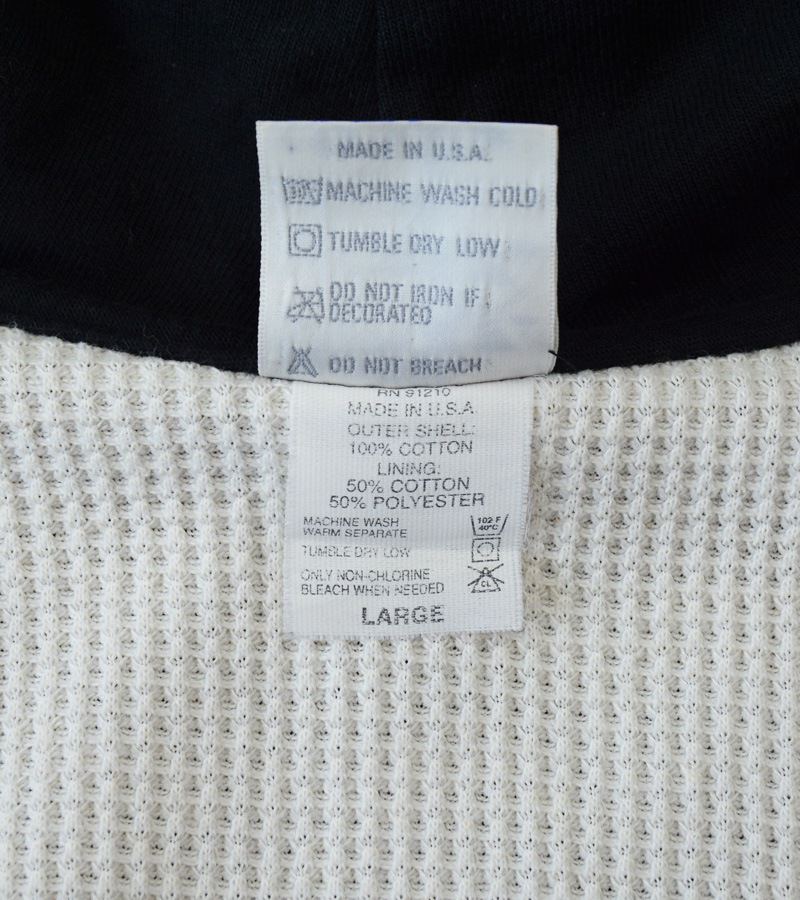 MADE IN U.S.A.
30°C MACHINE WASH COLD
TUMBLE DRY LOW
DO NOT IRON IF
DECORATED
DO NOT BREACH
RN 91210
MADE IN U.S.A
OUTER SHELL:
100% COTTON
LINING:
50% COTTON
50% POLYESTER
MACHINE WASH
WARM SEPARATE
102 F
40°C
TUMBLE DRY LOW
ONLY NON-CHLORINE
BLEACH WHEN NEEDED
CL
LARGE